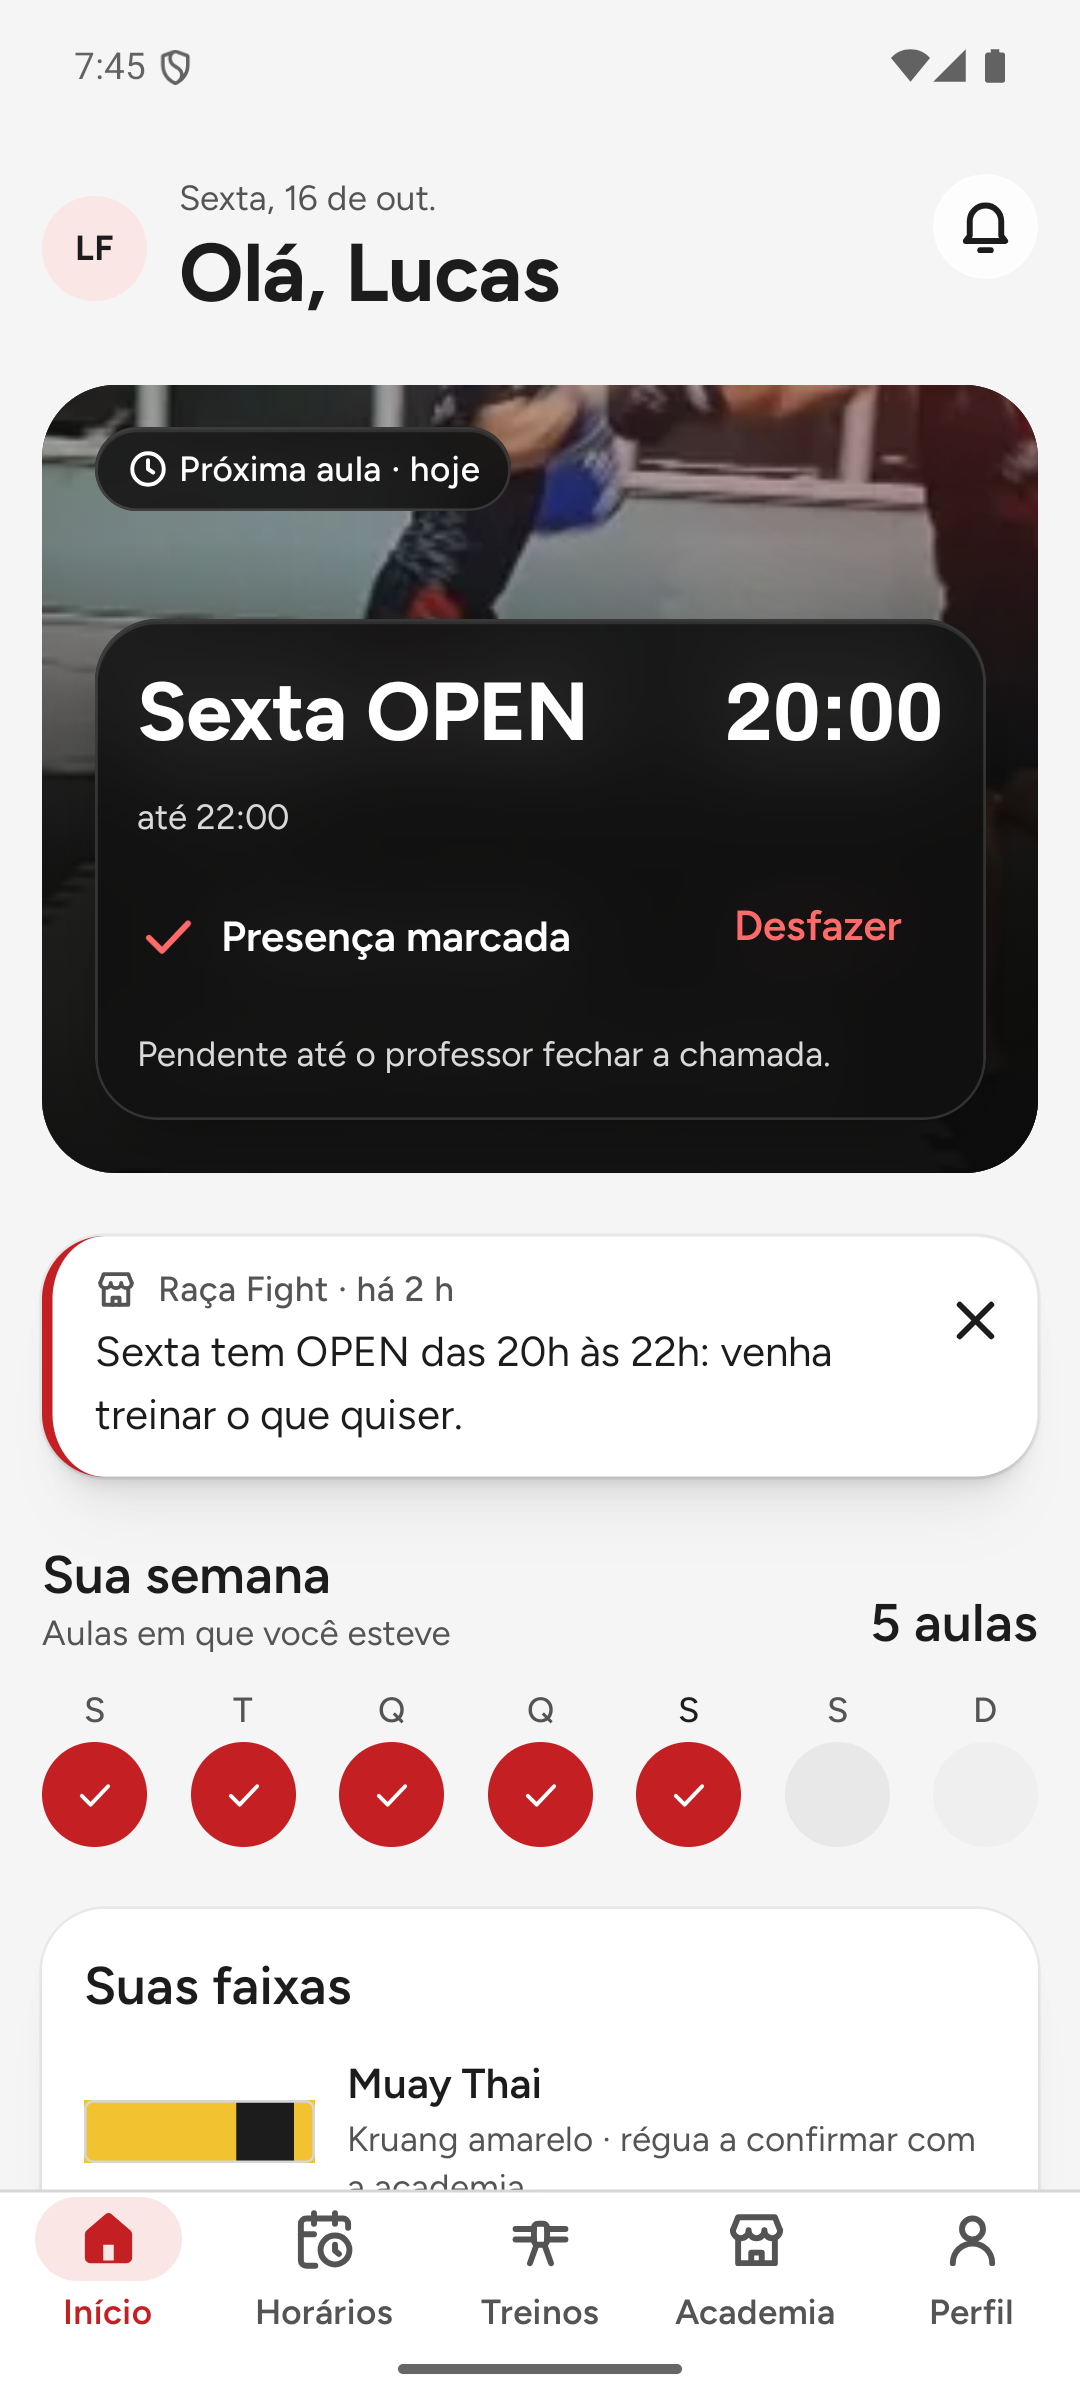 7:45
LF
Sexta, 16 de out.
Olá, Lucas
Próxima aula · hoje
Sexta OPEN
20:00
até 22:00
Presença marcada
Desfazer
Pendente até o professor fechar a chamada.
Raça Fight · há 2 h
Sexta tem OPEN das 20h às 22h: venha
treinar o que quiser.
Sua semana
Aulas em que você esteve
5 aulas
S T Q Q S S D
Suas faixas
Muay Thai
Kruang amarelo · régua a confirmar com
a academia
Início
Horários
Treinos
Academia
Perfil